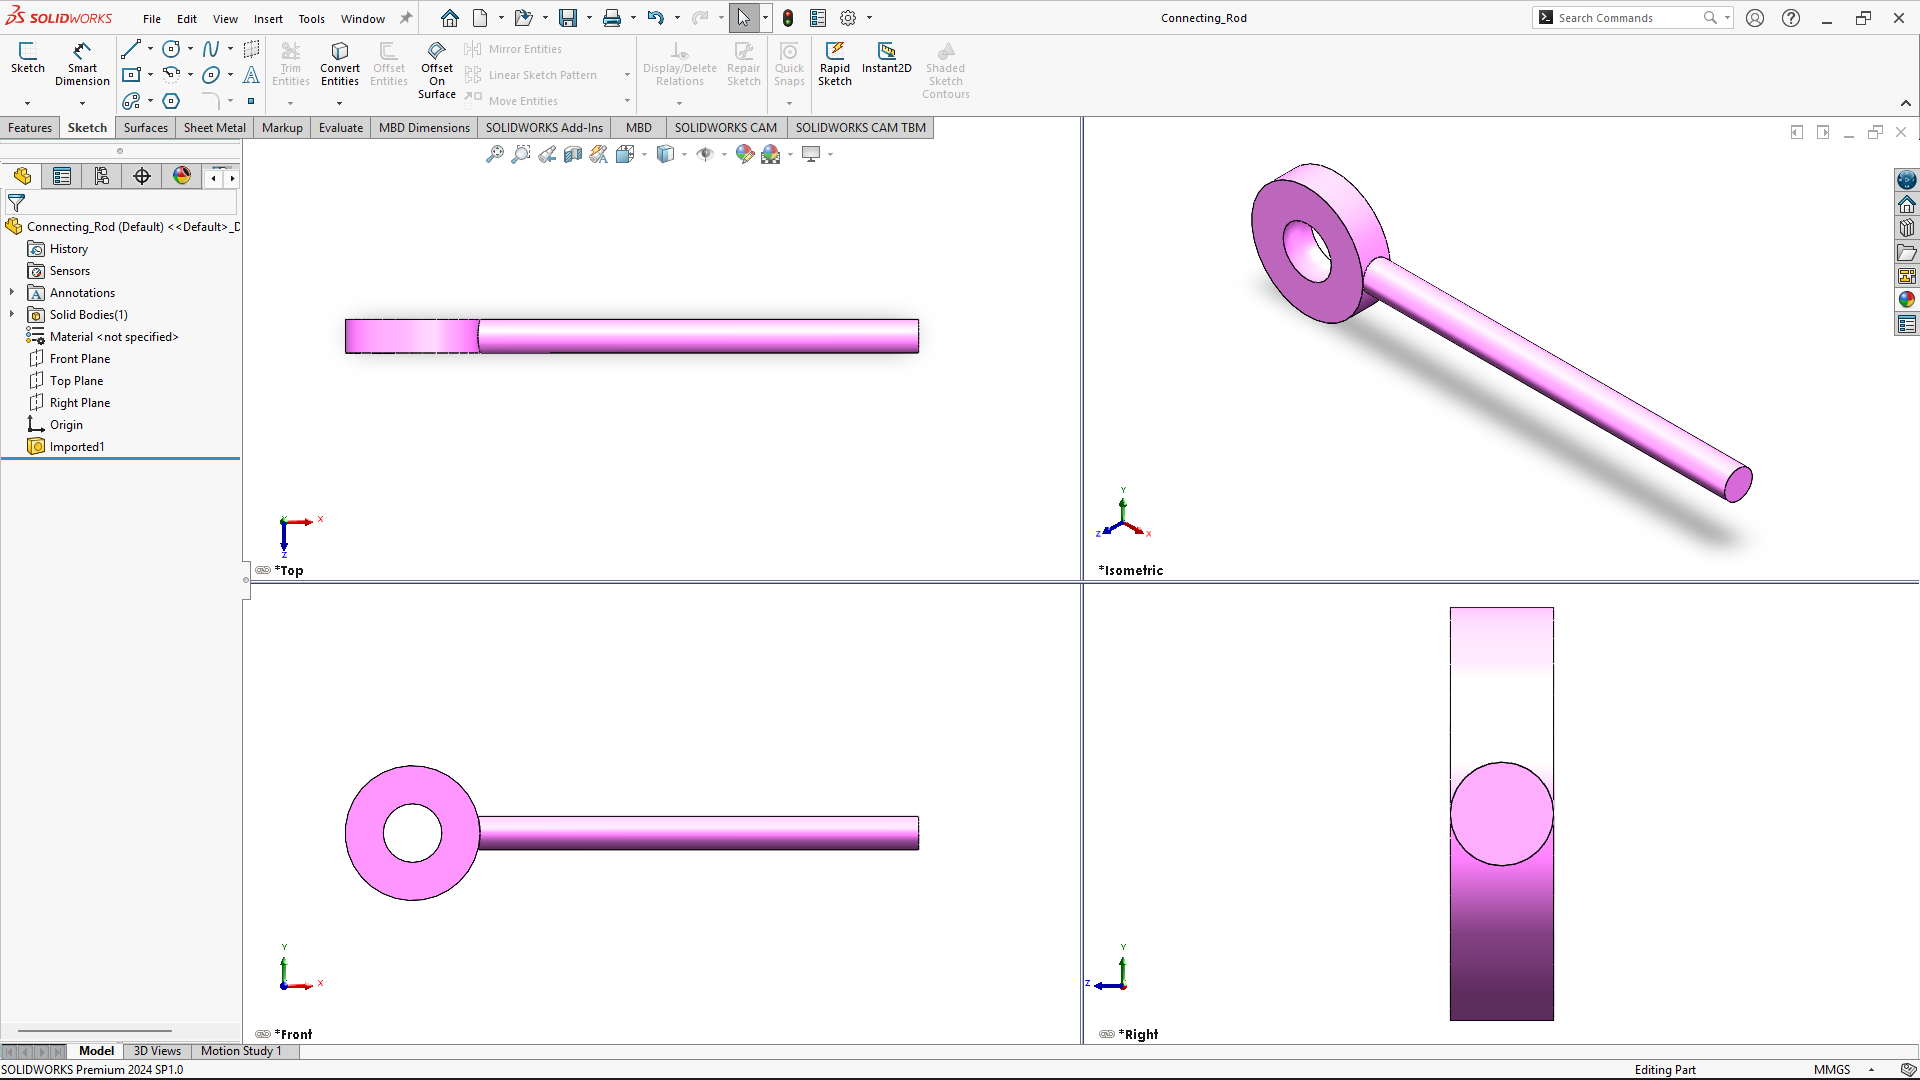 SOLIDWORKS
File Edit View Insert Tools Window
Connecting_Rod
Search Commands
Sketch
Smart Dimension
Trim Entities
Convert Entities
Offset Entities
Offset On Surface
Mirror Entities
Linear Sketch Pattern
Move Entities
Display/Delete Relations
Repair Sketch
Quick Snaps
Rapid Sketch
Instant2D
Shaded Sketch Contours
Features Sketch Surfaces Sheet Metal Markup Evaluate MBD Dimensions SOLIDWORKS Add-Ins MBD SOLIDWORKS CAM SOLIDWORKS CAM TBM
Connecting_Rod (Default) <<Default>_D
History
Sensors
Annotations
Solid Bodies(1)
Material <not specified>
Front Plane
Top Plane
Right Plane
Origin
Imported1
Y X
Z
*Top
Y
Z X
*Isometric
Y
X
*Front
Y
Z
*Right
Model 3D Views Motion Study 1
SOLIDWORKS Premium 2024 SP1.0
Editing Part
MMGS